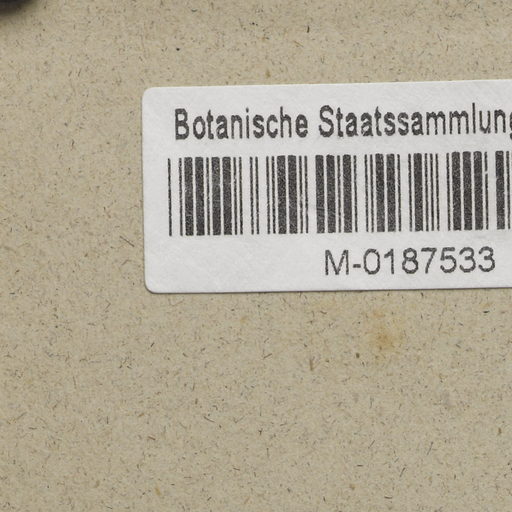 Botanische Staatssammlung
M-0187533